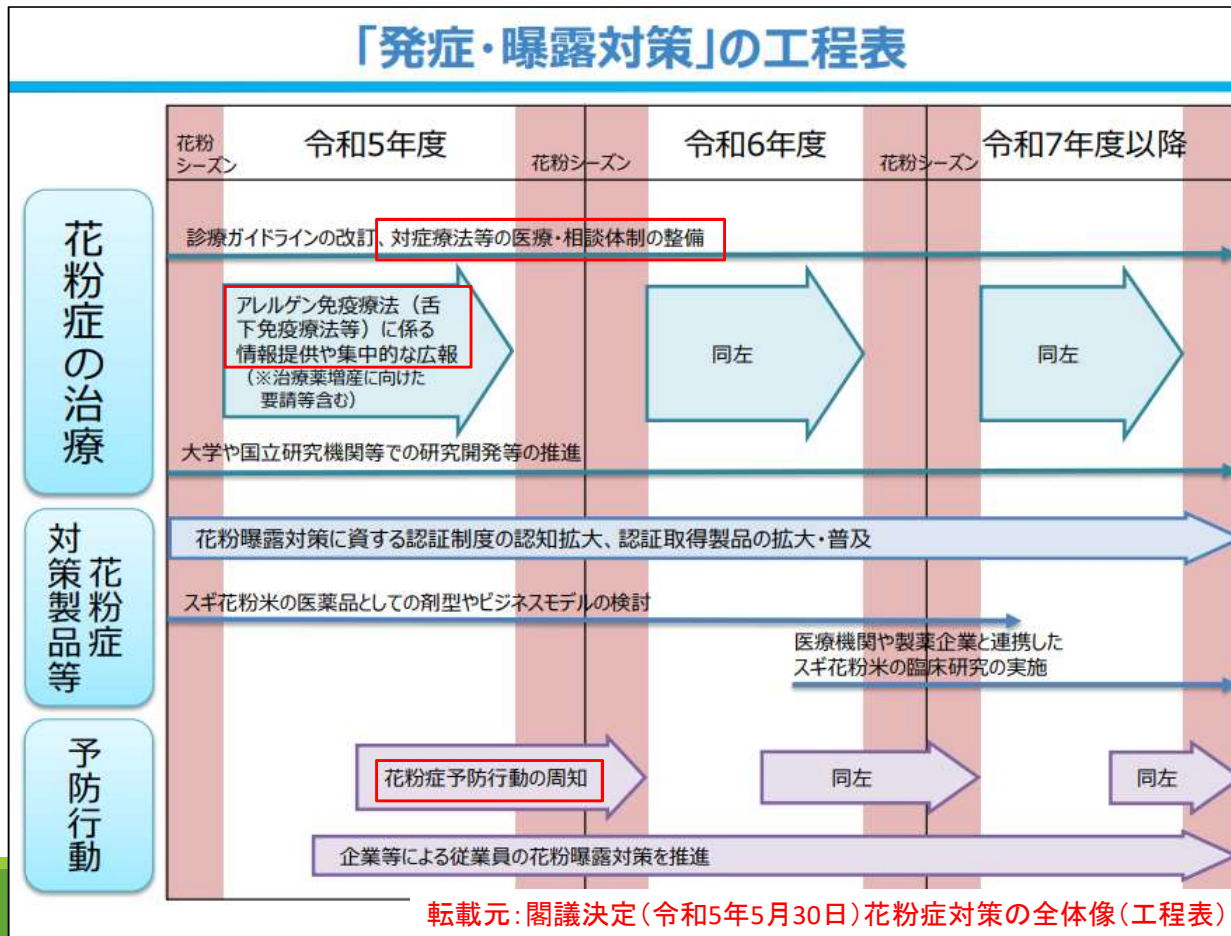 「発症・曝露対策」の工程表
花粉
シーズン
令和5年度
花粉シーズン
令和6年度
花粉シーズン
令和7年度以降
花粉症の治療
診療ガイドラインの改訂、対症療法等の医療・相談体制の整備
アレルゲン免疫療法（舌
下免疫療法等）に係る
情報提供や集中的な広報
（※治療薬増産に向けた
要請等含む）
同左
同左
大学や国立研究機関等での研究開発等の推進
花粉症
対策製品等
花粉曝露対策に資する認証制度の認知拡大、認証取得製品の拡大・普及
スギ花粉米の医薬品としての剤型やビジネスモデルの検討
医療機関や製薬企業と連携した
スギ花粉米の臨床研究の実施
予防行動
花粉症予防行動の周知
同左
同左
企業等による従業員の花粉曝露対策を推進
転載元：閣議決定（令和5年5月30日）花粉症対策の全体像（工程表）